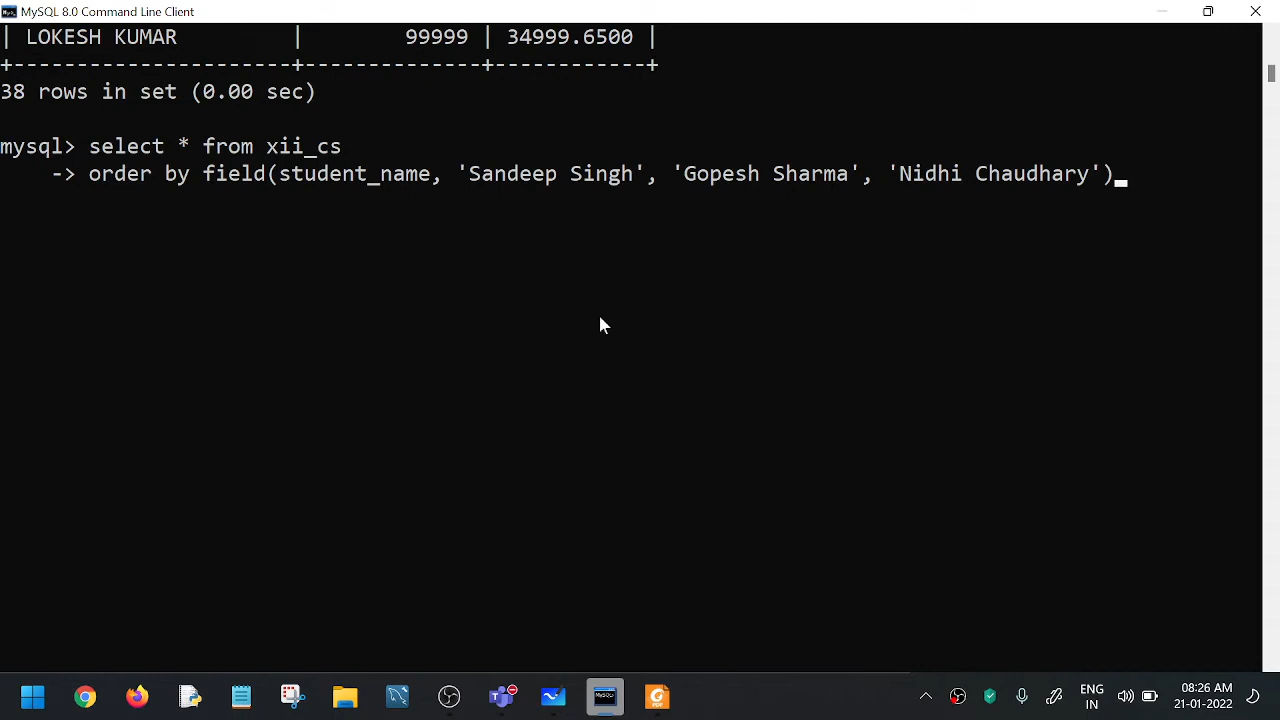 MySQL 8.0 Command Line Client
| LOKESH KUMAR           |          99999 | 34999.6500 |
+----------------------+---------------+------------+
38 rows in set (0.00 sec)
mysql> select * from xii_cs
    -> order by field(student_name, 'Sandeep Singh', 'Gopesh Sharma', 'Nidhi Chaudhary')
ENG
IN
08:26 AM
21-01-2022